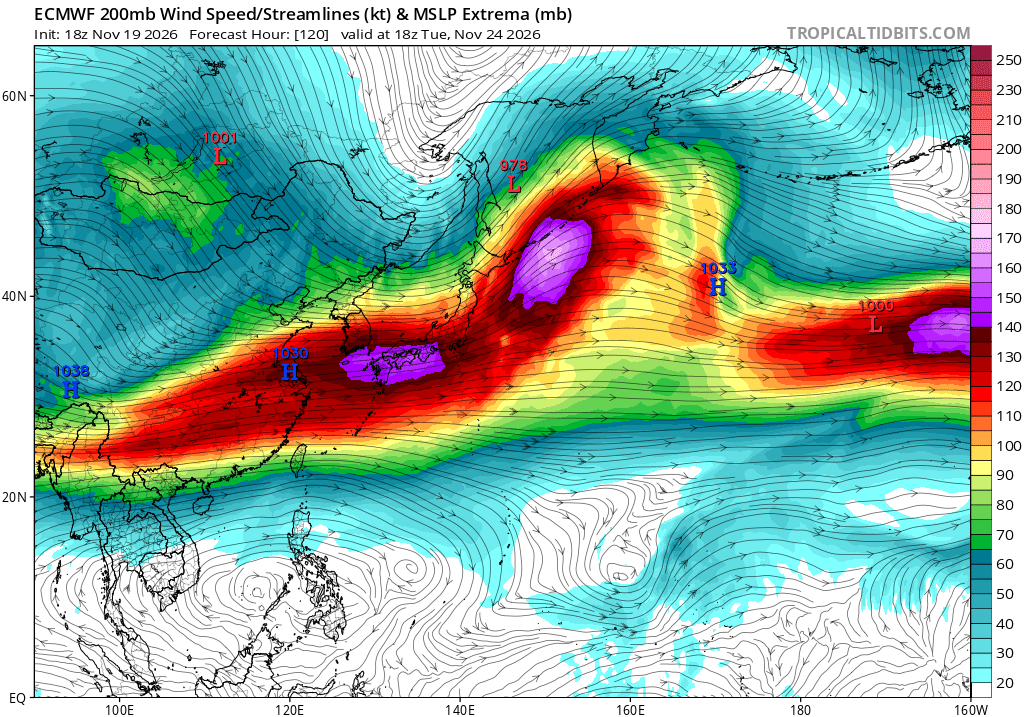 ECMWF 200mb Wind Speed/Streamlines (kt) & MSLP Extrema (mb)
Init: 18z Nov 19 2026 Forecast Hour: [120] valid at 18z Tue, Nov 24 2026
TROPICALTIDBITS.COM
60N
40N
20N
EQ
1001
L
978
L
1033
H
1000
L
1030
H
1038
H
100E
120E
140E
160E
180
160W
250
230
220
210
200
190
180
170
160
150
140
130
120
110
100
90
80
70
60
50
40
30
20